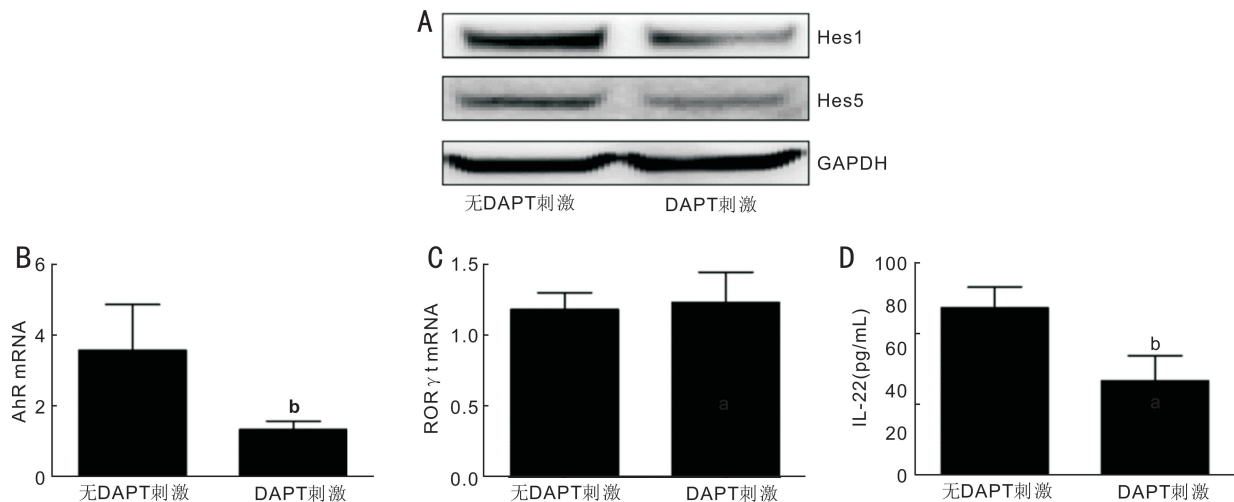 A
Hes1
Hes5
GAPDH
无DAPT刺激 DAPT刺激
B
6
4
2
0
AhR mRNA
b
无DAPT刺激 DAPT刺激
C
1.5
1.0
0.5
0.0
RORγt mRNA
a
无DAPT刺激 DAPT刺激
D
100
80
60
40
20
0
IL-22(pg/mL)
b
a
无DAPT刺激 DAPT刺激